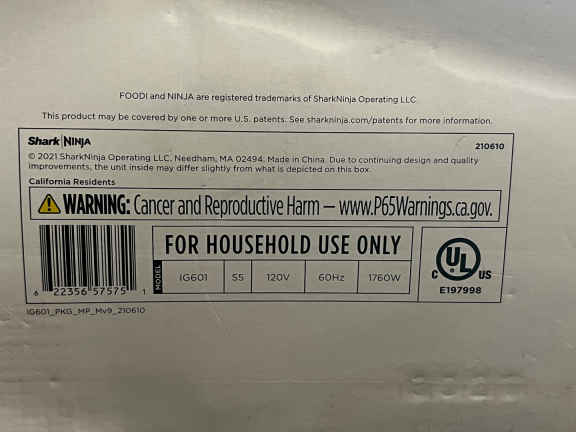 FOODI and NINJA are registered trademarks of SharkNinja Operating LLC.
This product may be covered by one or more U.S. patents. See sharkninja.com/patents for more information.
Shark | NINJA
210610
© 2021 SharkNinja Operating LLC, Needham, MA 02494. Made in China. Due to continuing design and quality
improvements, the unit inside may differ slightly from what is depicted on this box.
California Residents
WARNING: Cancer and Reproductive Harm – www.P65Warnings.ca.gov.
FOR HOUSEHOLD USE ONLY
MODEL IG601 S5 120V 60Hz 1760W
C UL US
E197998
6 22356 57575 1
IG601_PKG_MP_Mv9_210610